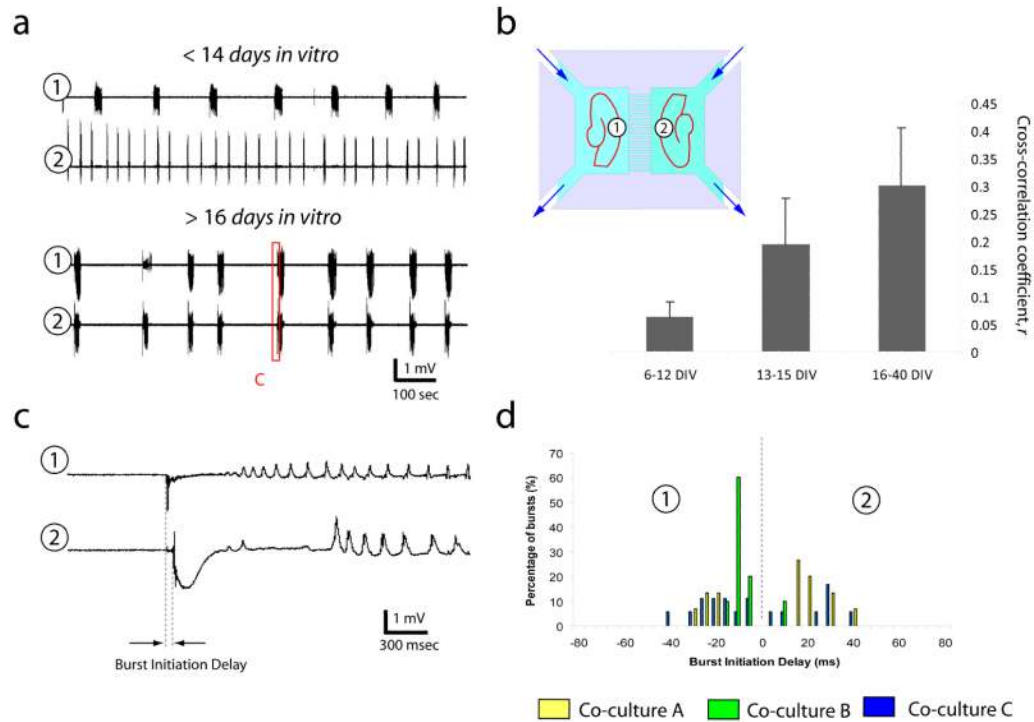 a
< 14 days in vitro
1
2
> 16 days in vitro
1
2
C
1 mV
100 sec
b
1
2
0.45
0.4
0.35
0.3
0.25
0.2
0.15
0.1
0.05
0
Cross-correlation coefficient, r
6-12 DIV
13-15 DIV
16-40 DIV
c
1
2
1 mV
300 msec
Burst Initiation Delay
d
70
60
50
40
30
20
10
0
Percentage of bursts (%)
1
2
-80
-60
-40
-20
0
20
40
60
80
Burst Initiation Delay (ms)
Co-culture A
Co-culture B
Co-culture C